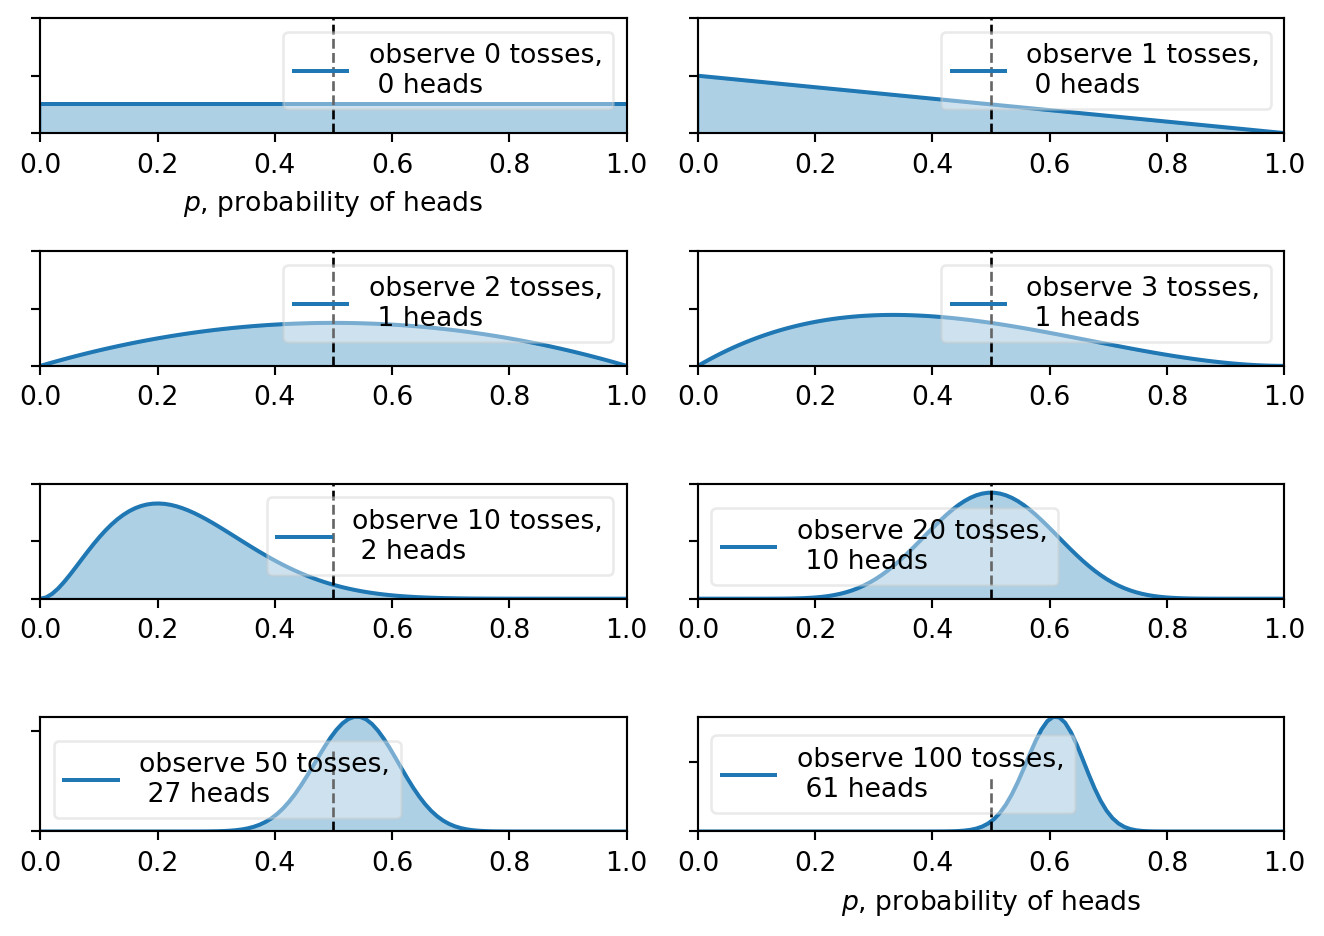 observe 0 tosses,
0 heads
0.0 0.2 0.4 0.6 0.8 1.0
p, probability of heads
observe 1 tosses,
0 heads
0.0 0.2 0.4 0.6 0.8 1.0
observe 2 tosses,
1 heads
0.0 0.2 0.4 0.6 0.8 1.0
observe 3 tosses,
1 heads
0.0 0.2 0.4 0.6 0.8 1.0
observe 10 tosses,
2 heads
0.0 0.2 0.4 0.6 0.8 1.0
observe 20 tosses,
10 heads
0.0 0.2 0.4 0.6 0.8 1.0
observe 50 tosses,
27 heads
0.0 0.2 0.4 0.6 0.8 1.0
observe 100 tosses,
61 heads
0.0 0.2 0.4 0.6 0.8 1.0
p, probability of heads